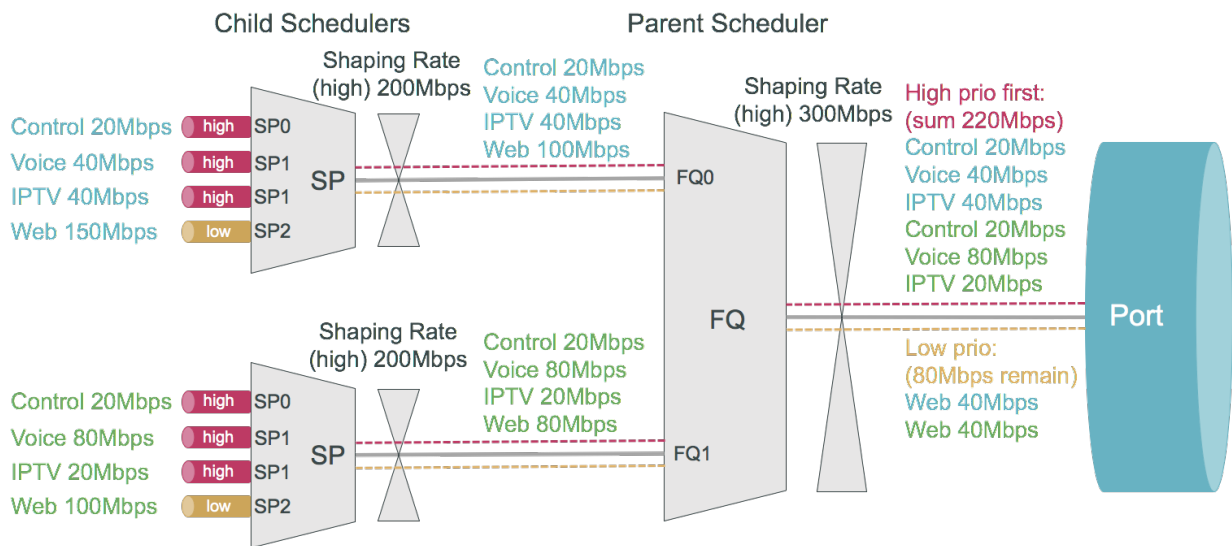 Child Schedulers
Parent Scheduler
Shaping Rate
(high) 200Mbps
Control 20Mbps
Voice 40Mbps
IPTV 40Mbps
Web 100Mbps
Shaping Rate
(high) 300Mbps
High prio first:
(sum 220Mbps)
Control 20Mbps
Voice 40Mbps
IPTV 40Mbps
Control 20Mbps
Voice 80Mbps
IPTV 20Mbps
Control 20Mbps
high
SP0
Voice 40Mbps
high
SP1
IPTV 40Mbps
high
SP1
Web 150Mbps
low
SP2
SP
FQ0
FQ
FQ1
Port
Shaping Rate
(high) 200Mbps
Control 20Mbps
Voice 80Mbps
IPTV 20Mbps
Web 80Mbps
Low prio:
(80Mbps remain)
Web 40Mbps
Web 40Mbps
Control 20Mbps
high
SP0
Voice 80Mbps
high
SP1
IPTV 20Mbps
high
SP1
Web 100Mbps
low
SP2
SP